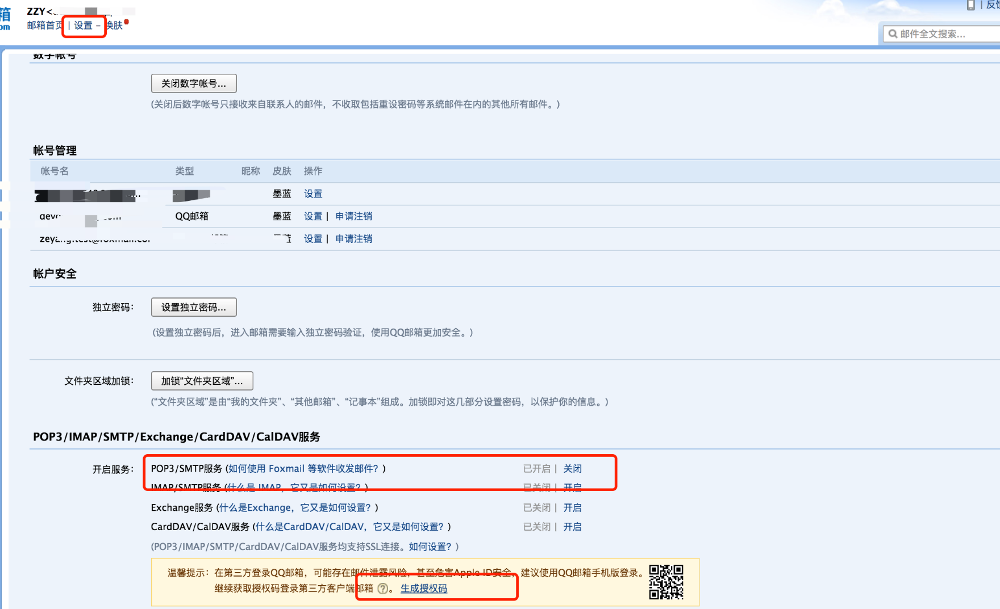 箱
ZZY<
| 反馈
om
邮箱首页 | 设置 - 换肤
邮件全文搜索...
数字帐号
关闭数字帐号...
(关闭后数字帐号只接收来自联系人的邮件，不收取包括重设密码等系统邮件在内的其他所有邮件。)
帐号管理
帐号名 类型 昵称 皮肤 操作
墨蓝 设置
QQ邮箱 墨蓝 设置 | 申请注销
设置 | 申请注销
帐户安全
独立密码： 设置独立密码...
(设置独立密码后，进入邮箱需要输入独立密码验证，使用QQ邮箱更加安全。)
文件夹区域加锁： 加锁“文件夹区域”...
(“文件夹区域”是由“我的文件夹”、“其他邮箱”、“记事本”组成。加锁即对这几部分设置密码，以保护你的信息。)
POP3/IMAP/SMTP/Exchange/CardDAV/CalDAV服务
开启服务： POP3/SMTP服务 (如何使用 Foxmail 等软件收发邮件？) 已开启 | 关闭
IMAP/SMTP服务 (什么是 IMAP，它又是如何设置？) 已关闭 | 开启
Exchange服务 (什么是Exchange，它又是如何设置？) 已关闭 | 开启
CardDAV/CalDAV服务 (什么是CardDAV/CalDAV，它又是如何设置？) 已关闭 | 开启
(POP3/IMAP/SMTP/CardDAV/CalDAV服务均支持SSL连接。如何设置？)
温馨提示：在第三方登录QQ邮箱，可能存在邮件泄露风险，甚至危害Apple ID安全，建议使用QQ邮箱手机版登录。
继续获取授权码登录第三方客户端邮箱 ?。 生成授权码